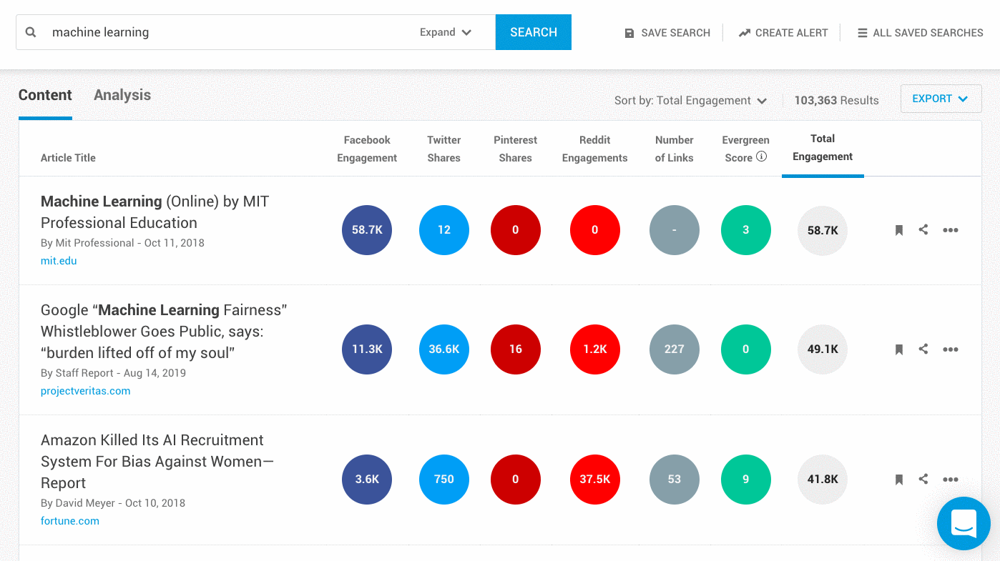 machine learning
Expand
SEARCH
SAVE SEARCH
CREATE ALERT
ALL SAVED SEARCHES
Content
Analysis
Sort by: Total Engagement
103,363 Results
EXPORT
Article Title
Facebook
Engagement
Twitter
Shares
Pinterest
Shares
Reddit
Engagements
Number
of Links
Evergreen
Score
Total
Engagement
Machine Learning (Online) by MIT
Professional Education
By Mit Professional - Oct 11, 2018
mit.edu
58.7K
12
0
0
-
3
58.7K
Google “Machine Learning Fairness”
Whistleblower Goes Public, says:
“burden lifted off of my soul”
By Staff Report - Aug 14, 2019
projectveritas.com
11.3K
36.6K
16
1.2K
227
0
49.1K
Amazon Killed Its AI Recruitment
System For Bias Against Women—
Report
By David Meyer - Oct 10, 2018
fortune.com
3.6K
750
0
37.5K
53
9
41.8K